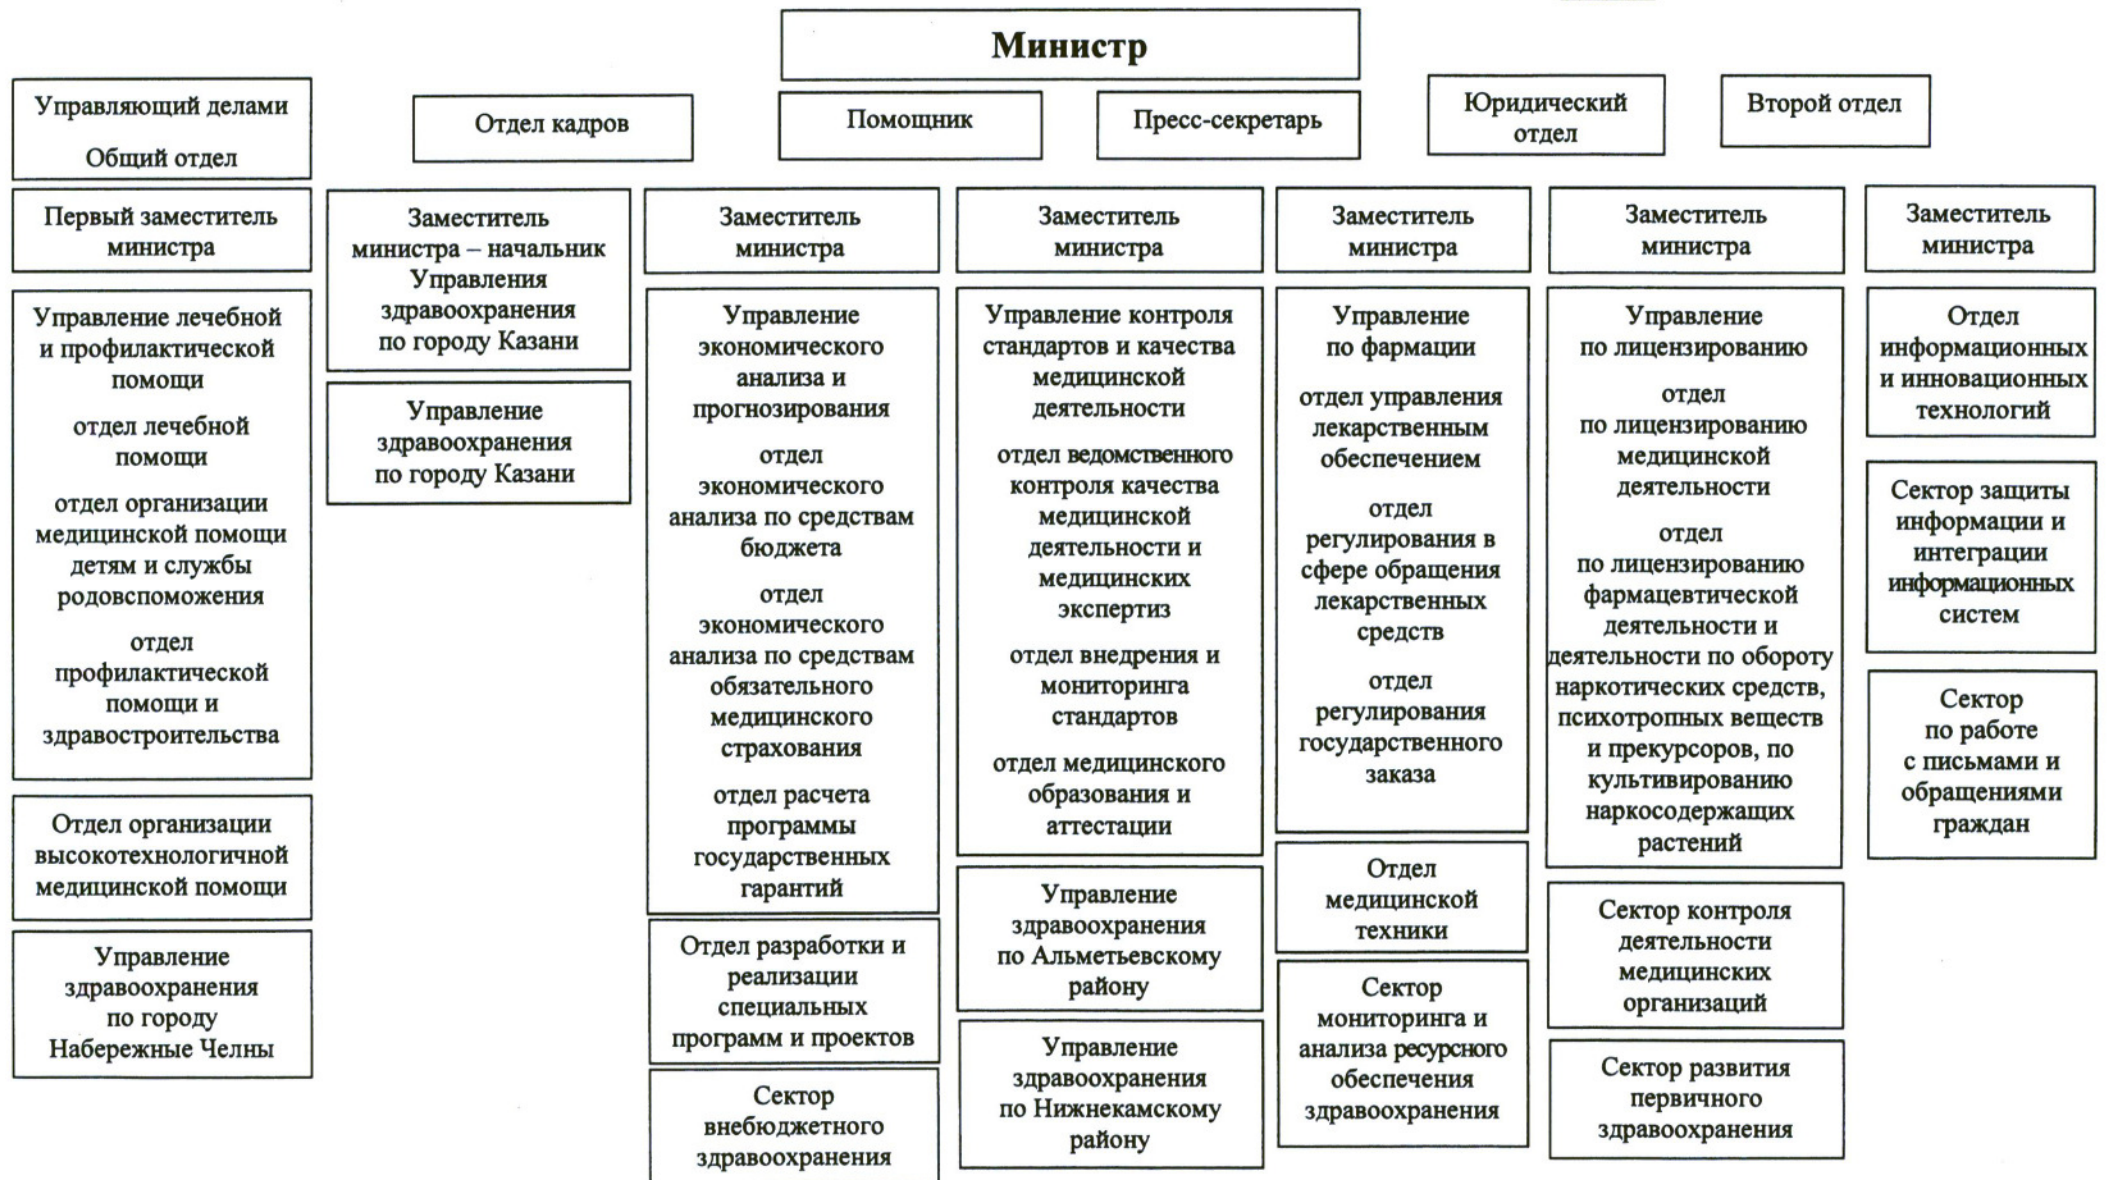 Министр
Управляющий делами
Общий отдел
Отдел кадров
Помощник
Пресс-секретарь
Юридический
отдел
Второй отдел
Первый заместитель
министра
Управление лечебной
и профилактической
помощи
отдел лечебной
помощи
отдел организации
медицинской помощи
детям и службы
родовспоможения
отдел
профилактической
помощи и
здравостроительства
Отдел организации
высокотехнологичной
медицинской помощи
Управление
здравоохранения
по городу
Набережные Челны
Заместитель
министра – начальник
Управления
здравоохранения
по городу Казани
Управление
здравоохранения
по городу Казани
Заместитель
министра
Управление
экономического
анализа и
прогнозирования
отдел
экономического
анализа по средствам
бюджета
отдел
экономического
анализа по средствам
обязательного
медицинского
страхования
отдел расчета
программы
государственных
гарантий
Отдел разработки и
реализации
специальных
программ и проектов
Сектор
внебюджетного
здравоохранения
Заместитель
министра
Управление контроля
стандартов и качества
медицинской
деятельности
отдел ведомственного
контроля качества
медицинской
деятельности и
медицинских
экспертиз
отдел внедрения и
мониторинга
стандартов
отдел медицинского
образования и
аттестации
Управление
здравоохранения
по Альметьевскому
району
Управление
здравоохранения
по Нижнекамскому
району
Заместитель
министра
Управление
по фармации
отдел управления
лекарственным
обеспечением
отдел
регулирования в
сфере обращения
лекарственных
средств
отдел
регулирования
государственного
заказа
Отдел
медицинской
техники
Сектор
мониторинга и
анализа ресурсного
обеспечения
здравоохранения
Заместитель
министра
Управление
по лицензированию
отдел
по лицензированию
медицинской
деятельности
отдел
по лицензированию
фармацевтической
деятельности и
деятельности по обороту
наркотических средств,
психотропных веществ
и прекурсоров, по
культивированию
наркосодержащих
растений
Сектор контроля
деятельности
медицинских
организаций
Сектор развития
первичного
здравоохранения
Заместитель
министра
Отдел
информационных
и инновационных
технологий
Сектор защиты
информации и
интеграции
информационных
систем
Сектор
по работе
с письмами и
обращениями
граждан